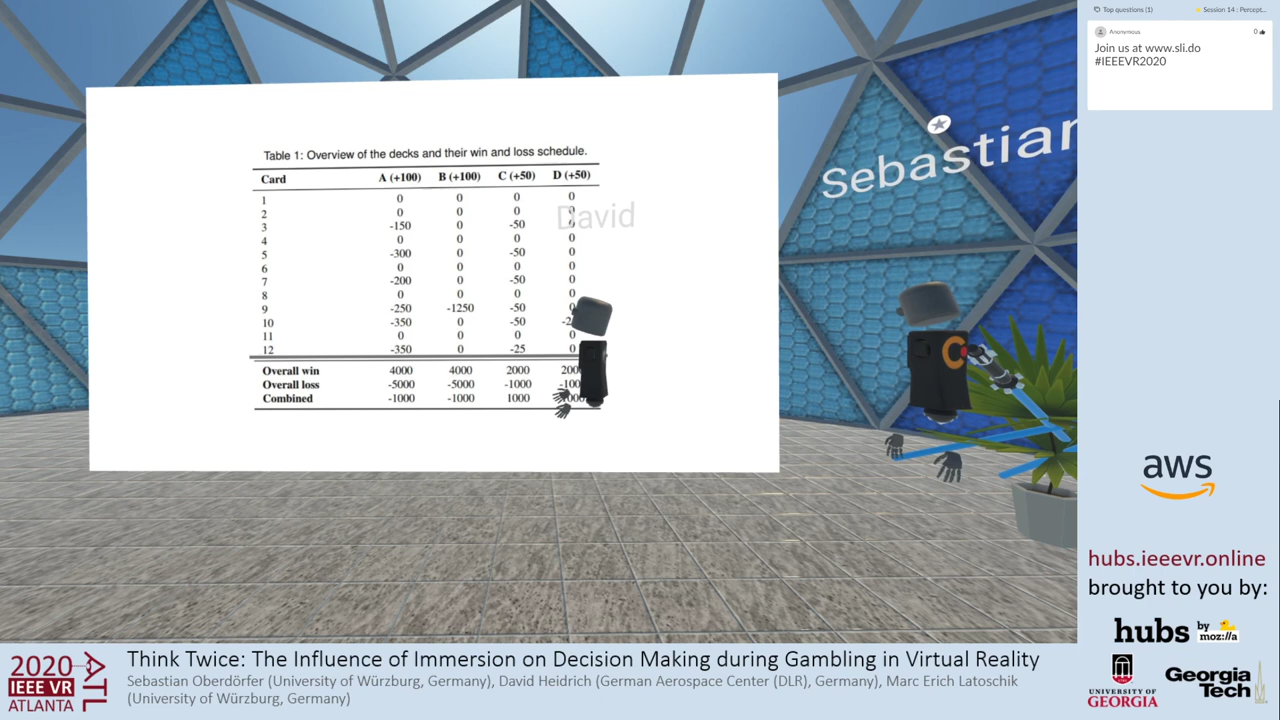 Top questions (1)
Session 14 : Percept...
Anonymous
0
Join us at www.sli.do
#IEEEVR2020
Sebastian
David
Table 1: Overview of the decks and their win and loss schedule.
Card A (+100) B (+100) C (+50) D (+50)
1 0 0 0 0
2 0 0 0
3 -150 0 -50
4 0 0 0 0
5 -300 0 -50 0
6 0 0 0 0
7 -200 0 -50 0
8 0 0 0 0
9 -250 -1250 -50
10 -350 0 -50
11 0 0 0
12 -350 0 -25 0
Overall win 4000 4000 2000
Overall loss -5000 -5000 -1000
Combined -1000 -1000 1000
aws
hubs.ieeevr.online
brought to you by:
hubs by moz://a
UNIVERSITY OF
GEORGIA
Georgia
Tech
2020
IEEE VR
ATLANTA
ATL
Think Twice: The Influence of Immersion on Decision Making during Gambling in Virtual Reality
Sebastian Oberdörfer (University of Würzburg, Germany), David Heidrich (German Aerospace Center (DLR), Germany), Marc Erich Latoschik
(University of Würzburg, Germany)